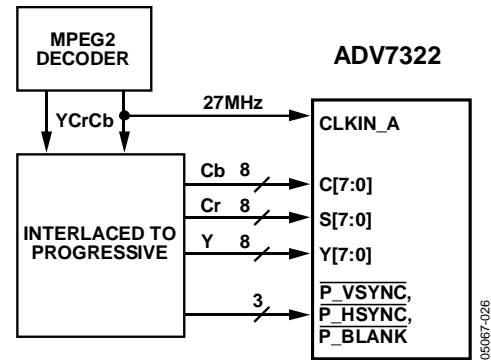 MPEG2
DECODER
ADV7322
YCrCb
27MHz
CLKIN_A
Cb 8
C[7:0]
Cr 8
S[7:0]
INTERLACED TO
PROGRESSIVE
Y 8
Y[7:0]
3
P_VSYNC,
P_HSYNC,
P_BLANK
05067-026